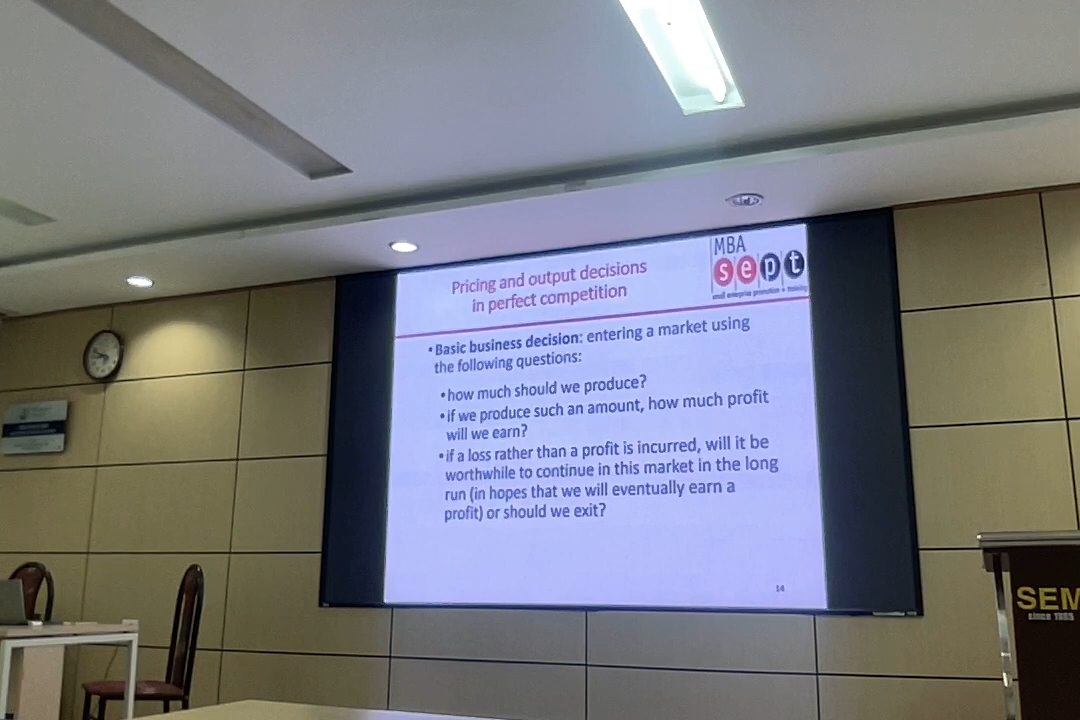 MBA
sept
small enterprise promotion + training
Pricing and output decisions
in perfect competition
•Basic business decision: entering a market using
the following questions:
•how much should we produce?
•if we produce such an amount, how much profit
will we earn?
•if a loss rather than a profit is incurred, will it be
worthwhile to continue in this market in the long
run (in hopes that we will eventually earn a
profit) or should we exit?
14
SEM
since 1985